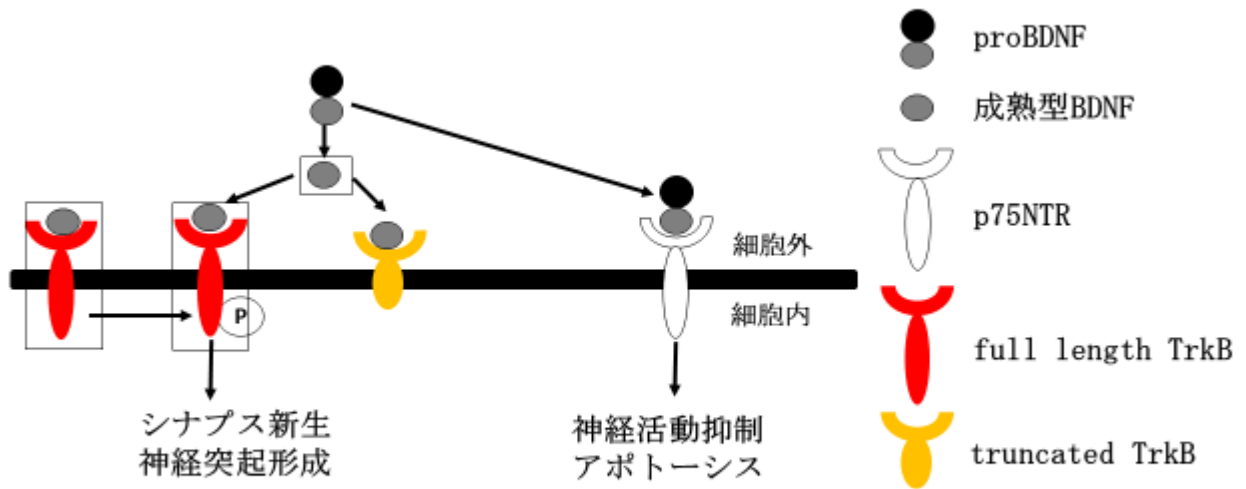 proBDNF
成熟型BDNF
p75NTR
細胞外
細胞内
P
full length TrkB
シナプス新生
神経突起形成
神経活動抑制
アポトーシス
truncated TrkB